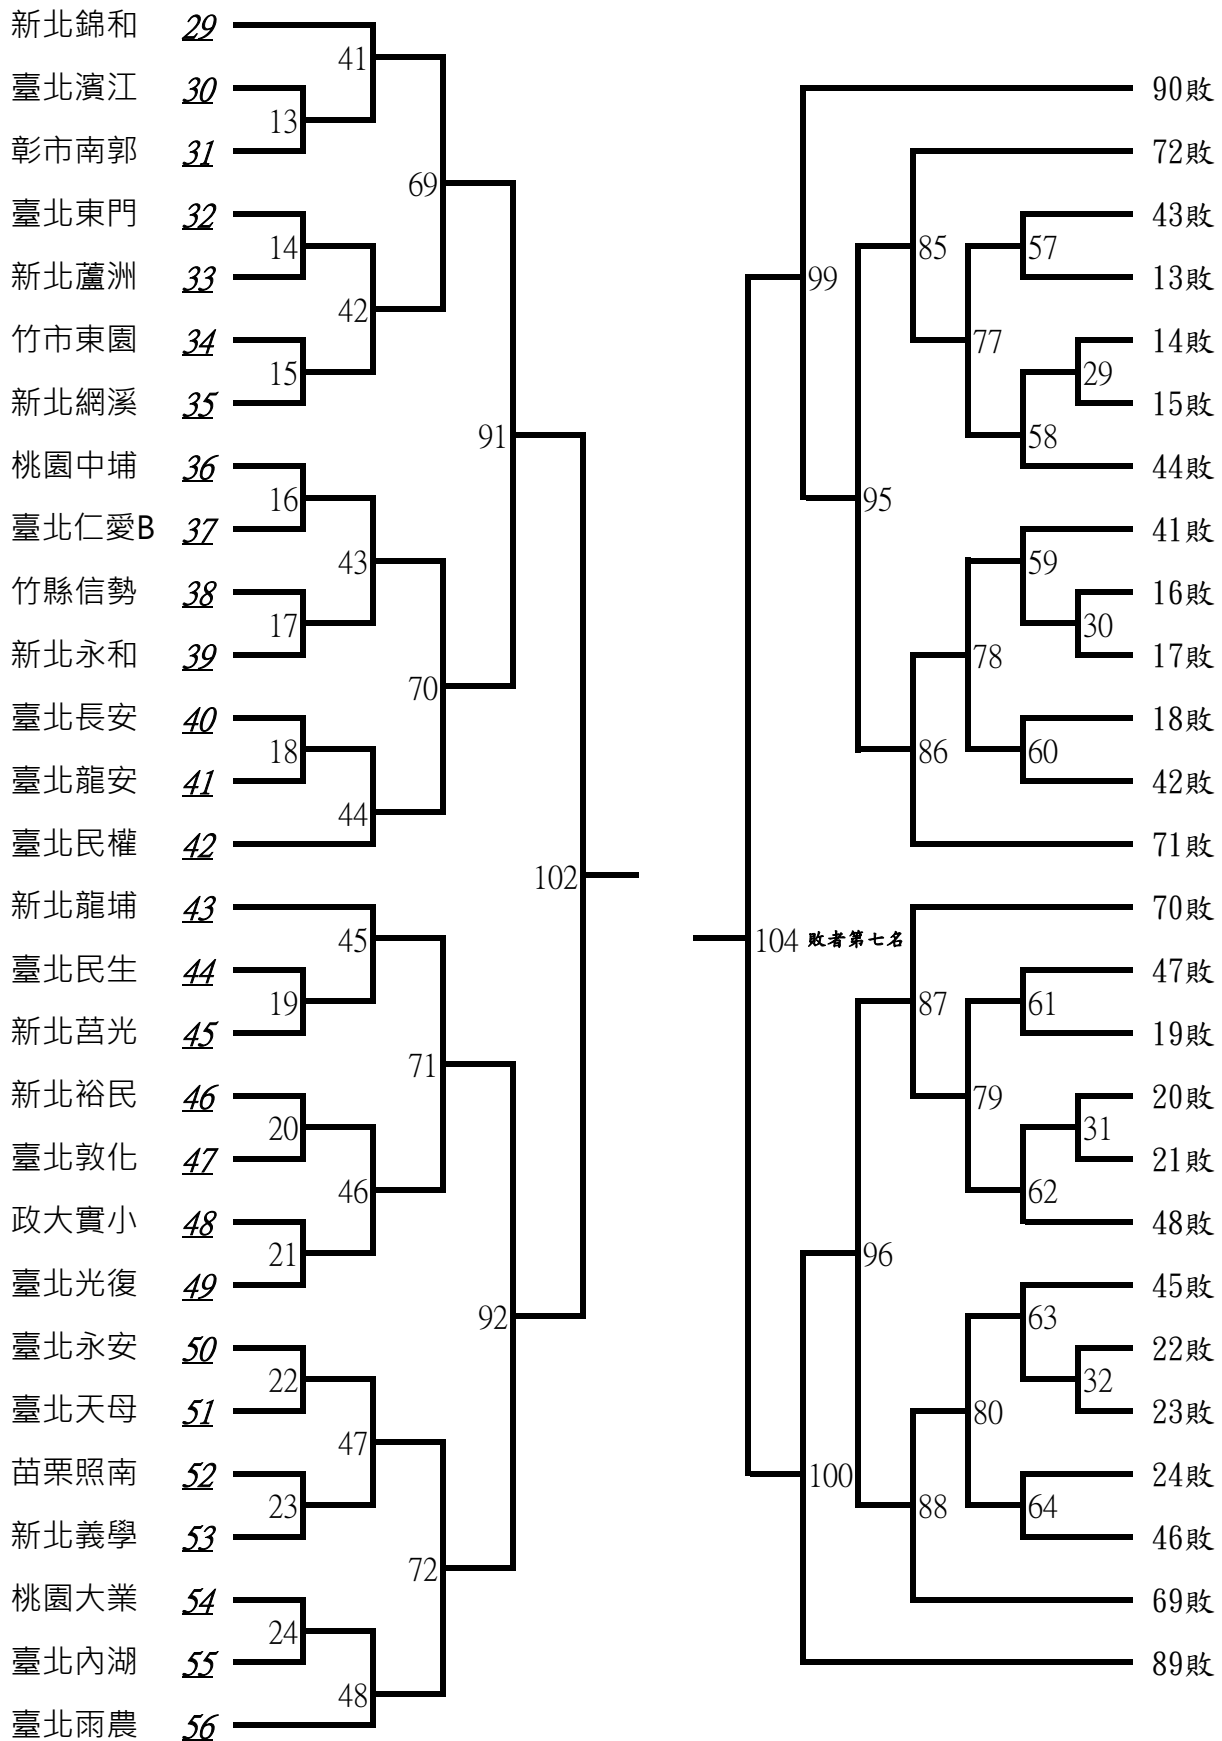 新北錦和 29
41
臺北濱江 30
90敗
13
彰市南郭 31
72敗
69
臺北東門 32
43敗
14
85
57
新北蘆洲 33
99
13敗
42
竹市東園 34
77
14敗
15
29
新北網溪 35
15敗
91
58
桃園中埔 36
44敗
16
95
臺北仁愛B 37
41敗
43
59
竹縣信勢 38
16敗
17
30
新北永和 39
78
17敗
70
臺北長安 40
18敗
18
86
60
臺北龍安 41
42敗
44
臺北民權 42
71敗
102
新北龍埔 43
70敗
45
104 敗者第七名
臺北民生 44
47敗
19
87
61
新北莒光 45
19敗
71
新北裕民 46
79
20敗
20
31
臺北敦化 47
21敗
46
62
政大實小 48
48敗
21
96
臺北光復 49
45敗
92
63
臺北永安 50
22敗
22
32
臺北天母 51
80
23敗
47
苗栗照南 52
100
24敗
23
88
64
新北義學 53
46敗
72
桃園大業 54
69敗
24
臺北內湖 55
89敗
48
臺北雨農 56